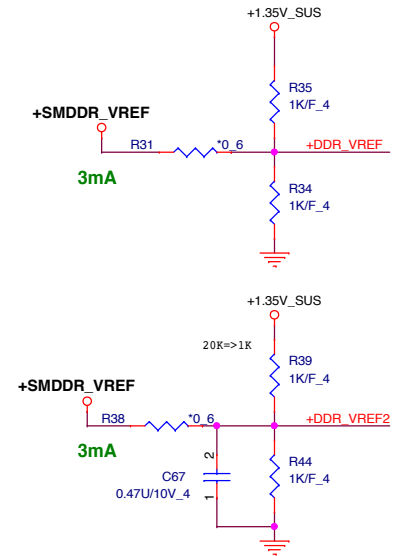 +1.35V_SUS
R35
1K/F_4
+SMDDR_VREF
R31
*0_6
+DDR_VREF
3mA
R34
1K/F_4
+1.35V_SUS
20K=>1K
R39
1K/F_4
+SMDDR_VREF
R38
*0_6
+DDR_VREF2
3mA
2
C67
0.47U/10V_4
1
R44
1K/F_4